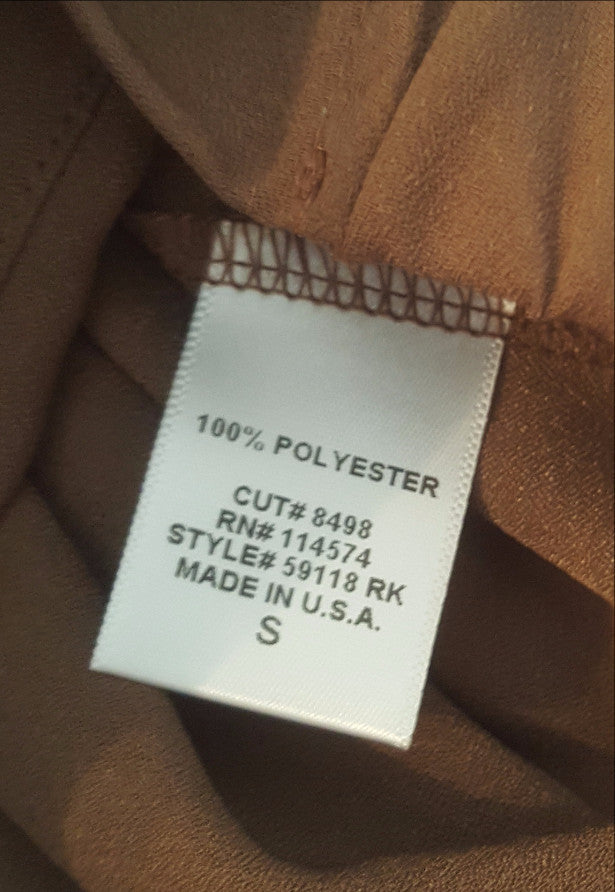 100% POLYESTER
CUT# 8498
RN# 114574
STYLE# 59118 RK
MADE IN U.S.A.
S